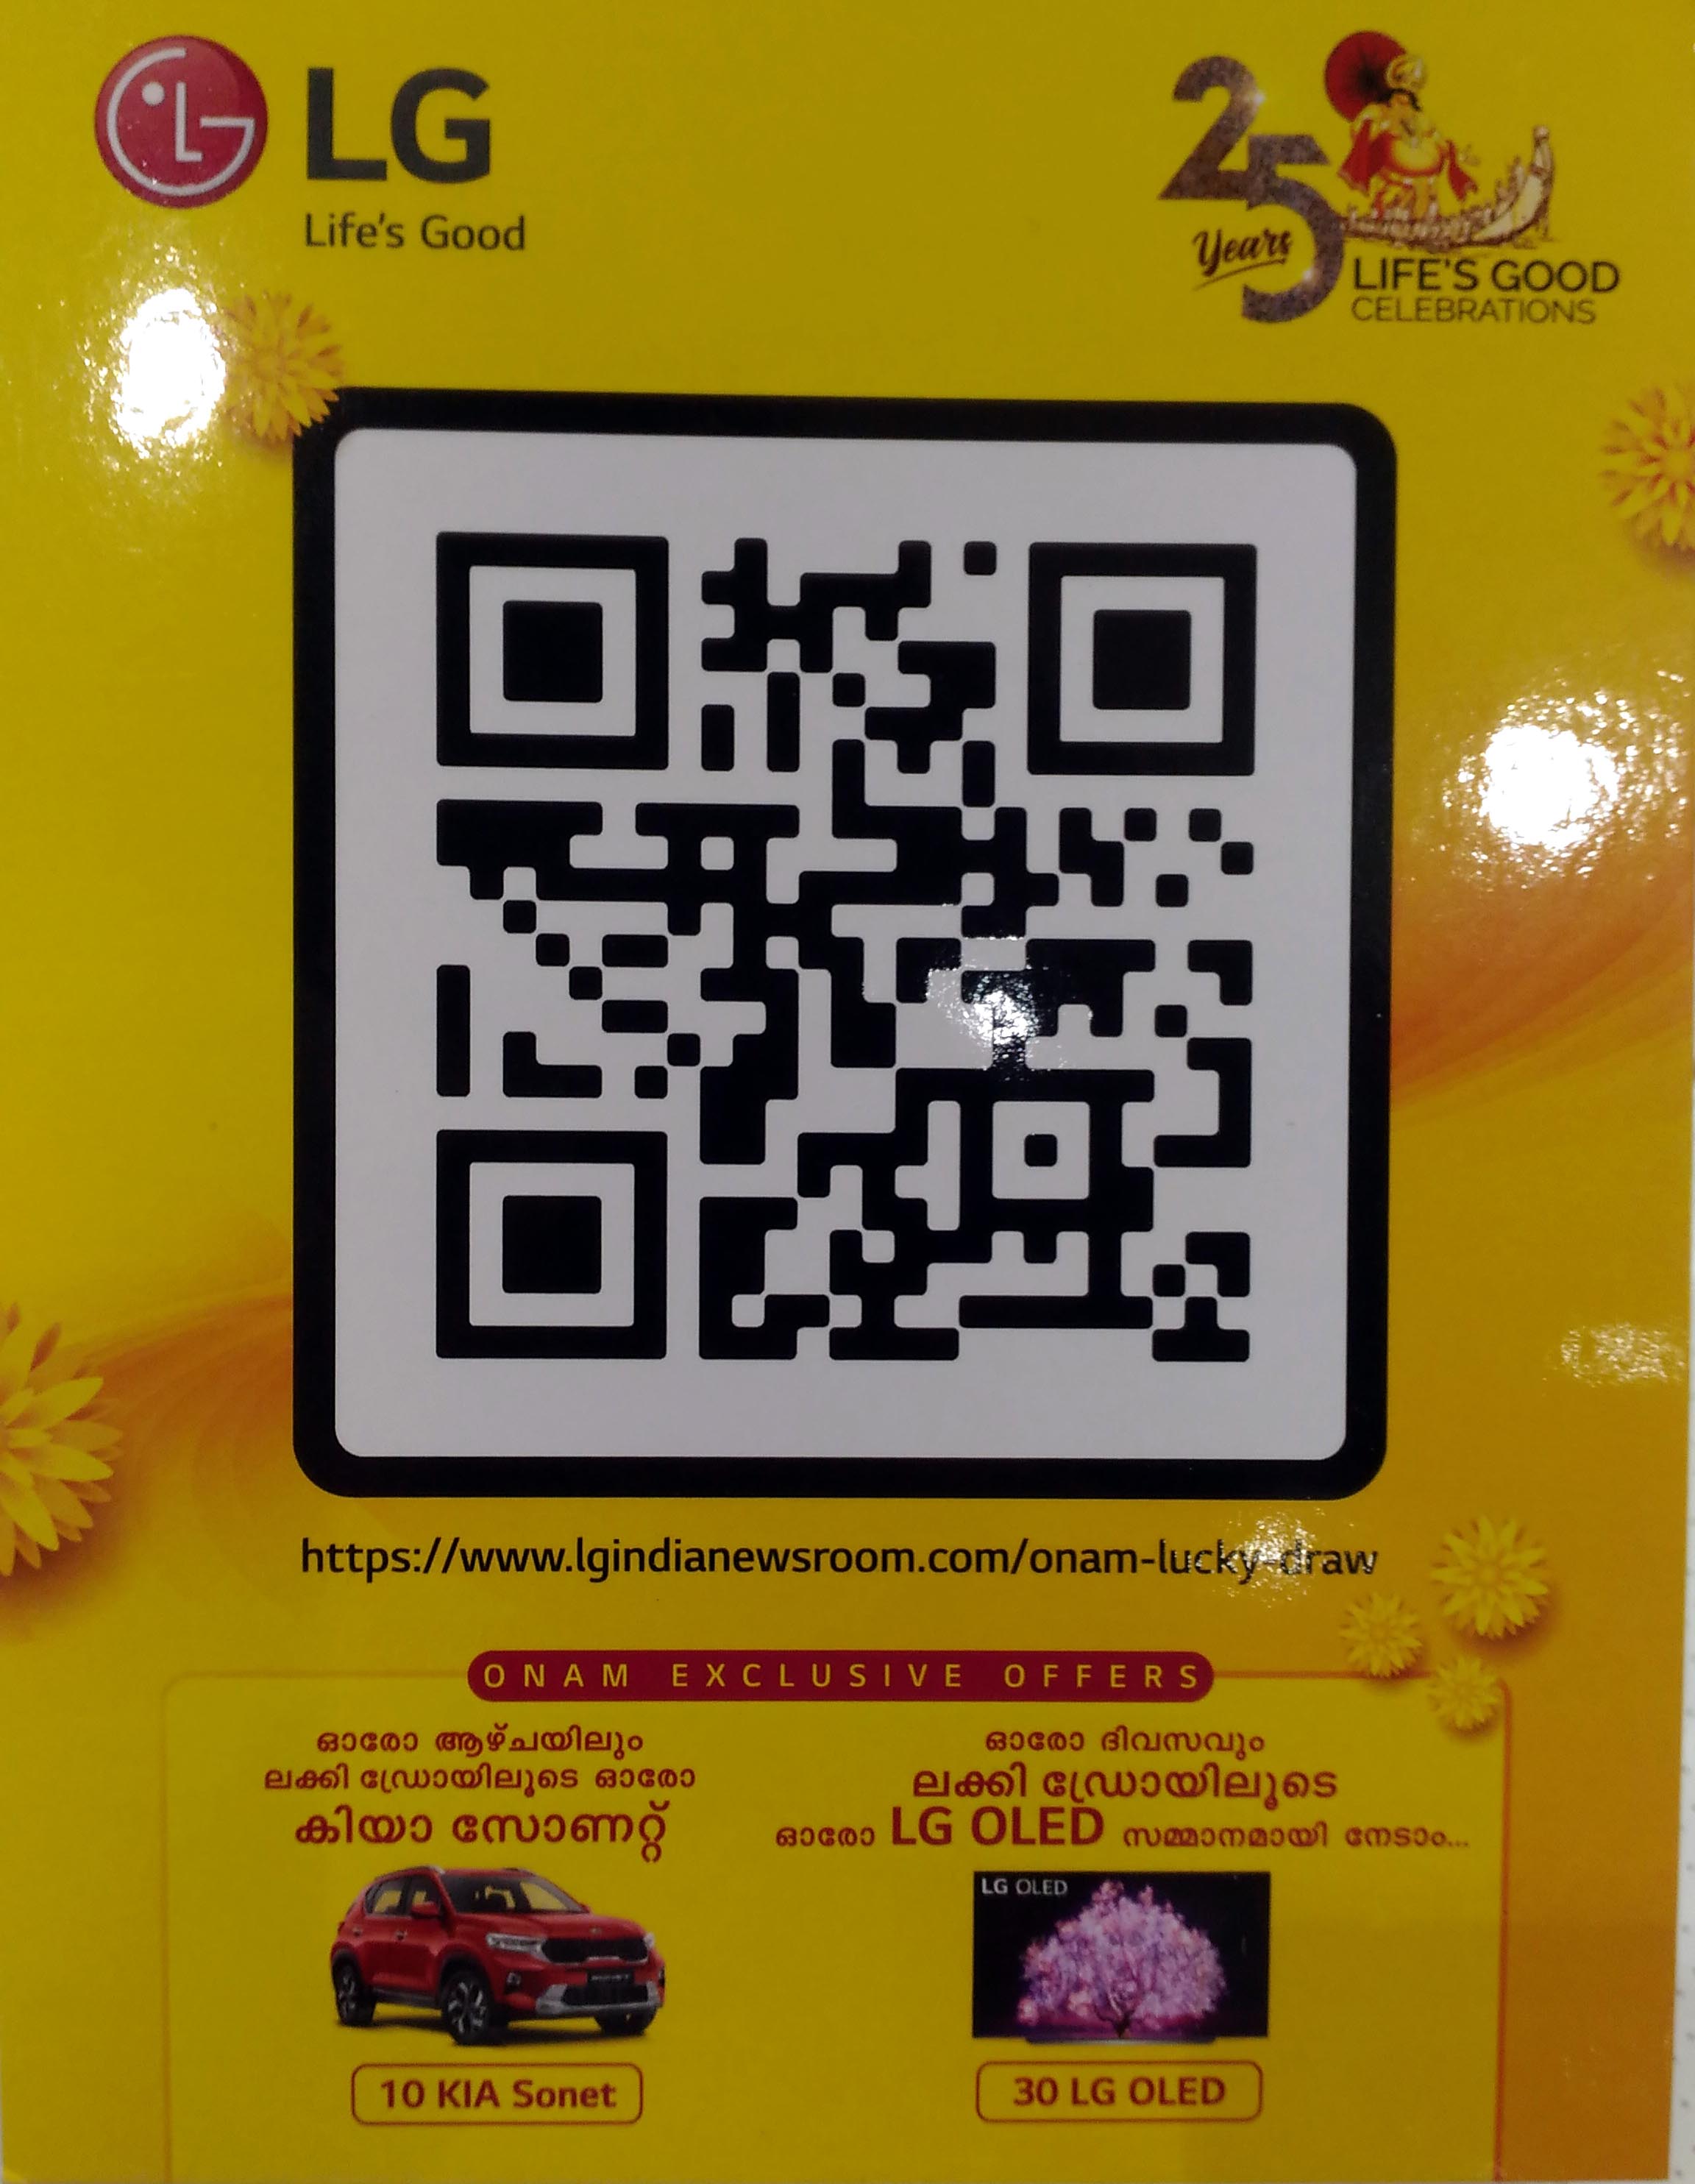 LG
Life's Good
25
Years
LIFE'S GOOD
CELEBRATIONS
https://www.lgindianewsroom.com/onam-lucky-draw
ONAM EXCLUSIVE OFFERS
ഓരോ ആഴ്ചയിലും
ലക്കി ഡ്രോയിലൂടെ ഓരോ
കിയാ സോണറ്റ്
10 KIA Sonet
ഓരോ ദിവസവും
ലക്കി ഡ്രോയിലൂടെ
ഓരോ LG OLED സമ്മാനമായി നേടാം...
LG OLED
30 LG OLED